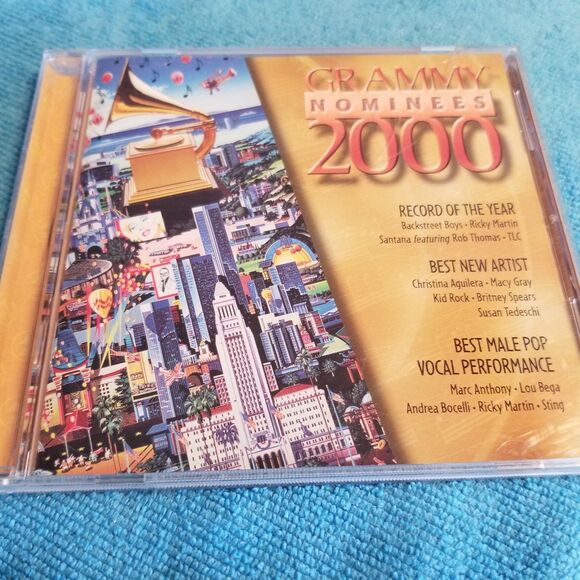 GRAMMY
NOMINEES
2000
RECORD OF THE YEAR
Backstreet Boys • Ricky Martin
Santana featuring Rob Thomas • TLC
BEST NEW ARTIST
Christina Aguilera • Macy Gray
Kid Rock • Britney Spears
Susan Tedeschi
BEST MALE POP
VOCAL PERFORMANCE
Marc Anthony • Lou Bega
Andrea Bocelli • Ricky Martin • Sting